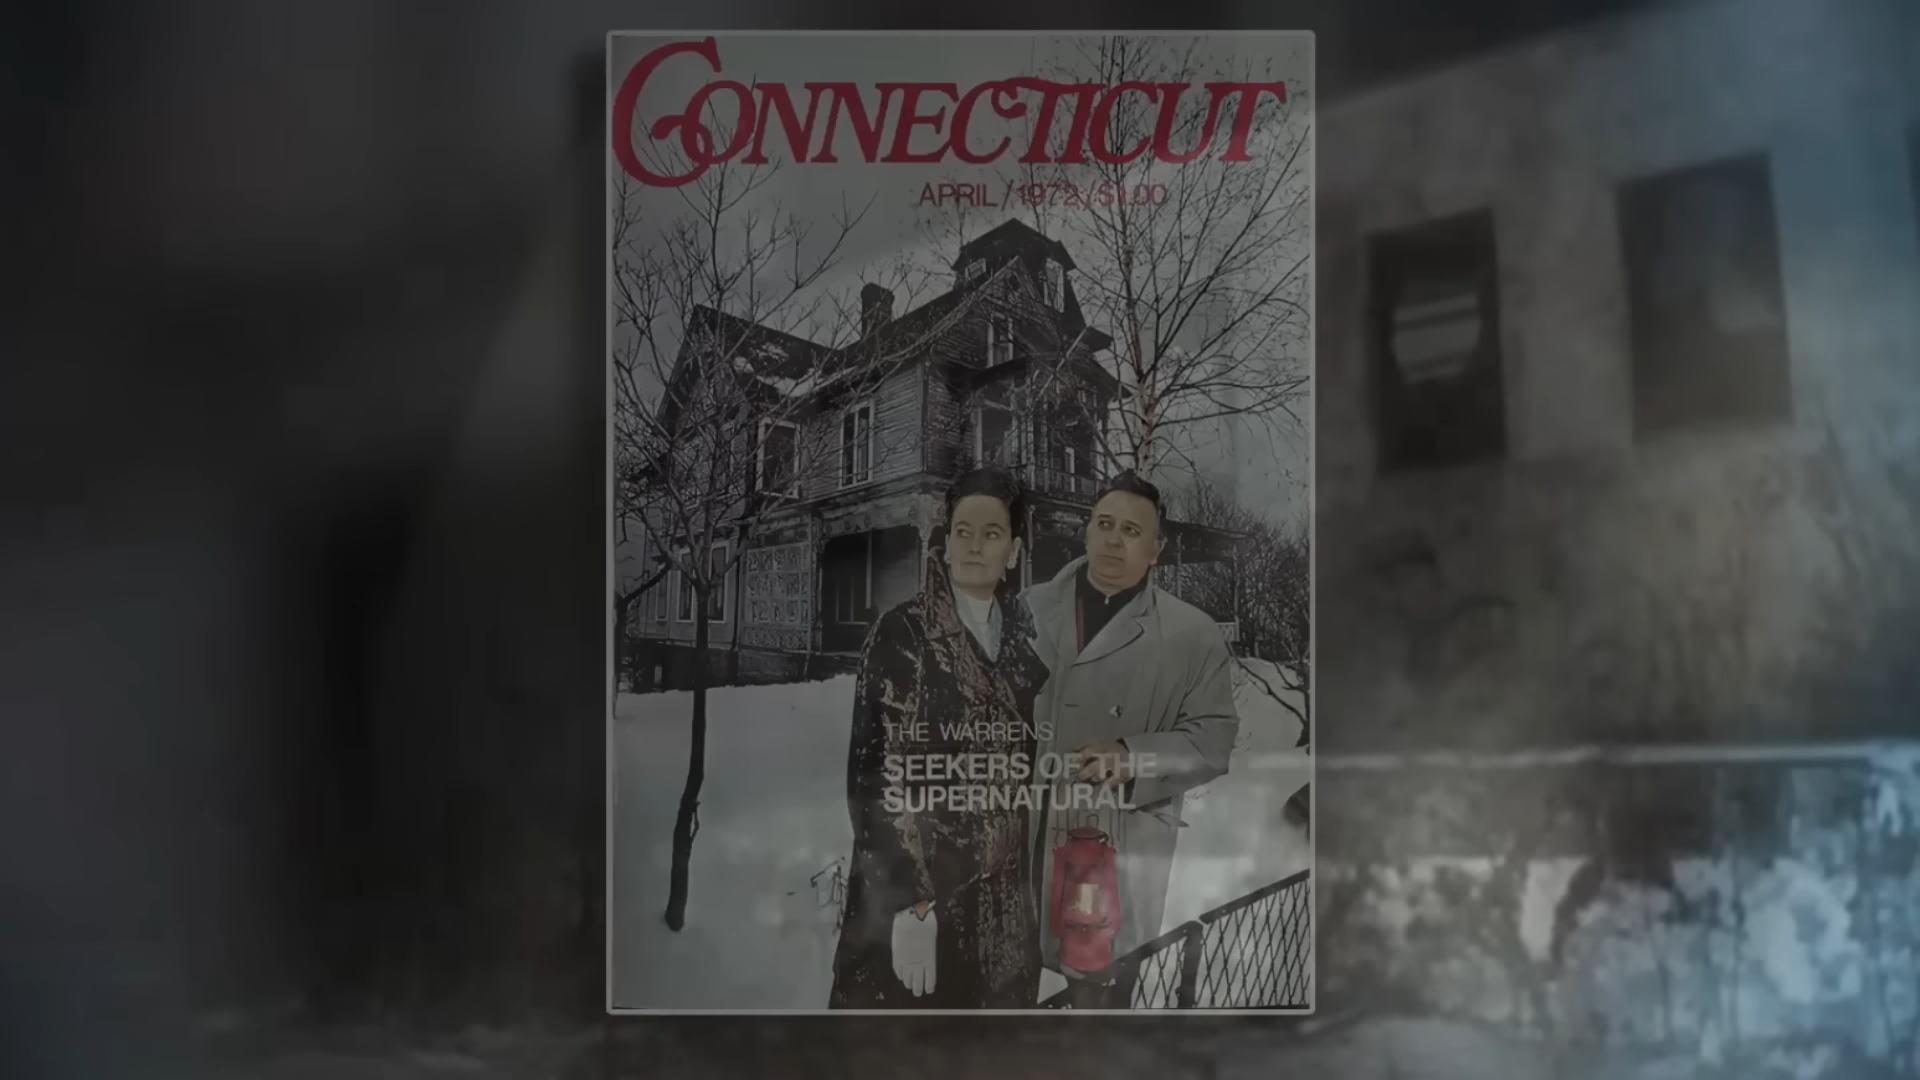 CONNECTICUT
APRIL/1972/$1.00
THE WARRENS
SEEKERS OF THE
SUPERNATURAL